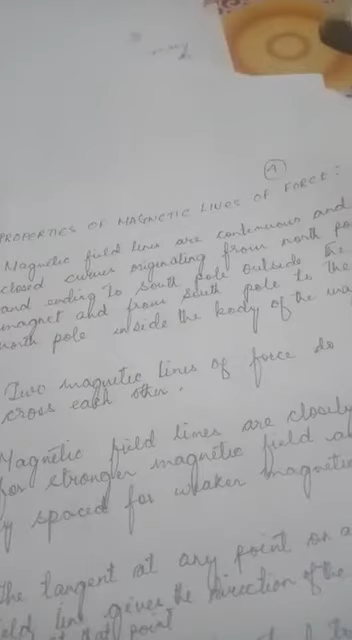 1
PROPERTIES OF MAGNETIC LINES OF FORCE:
Magnetic field lines are continuous and
closed curves originating from north po
and ending to south pole outside the
magnet and from south pole to the
north pole inside the body of the ma
Two magnetic lines of force do
cross each other.
Magnetic field lines are closely
for stronger magnetic field a
y spaced for weaker magnetic
the tangent at any point on a
eld line gives the direction of the
at that point